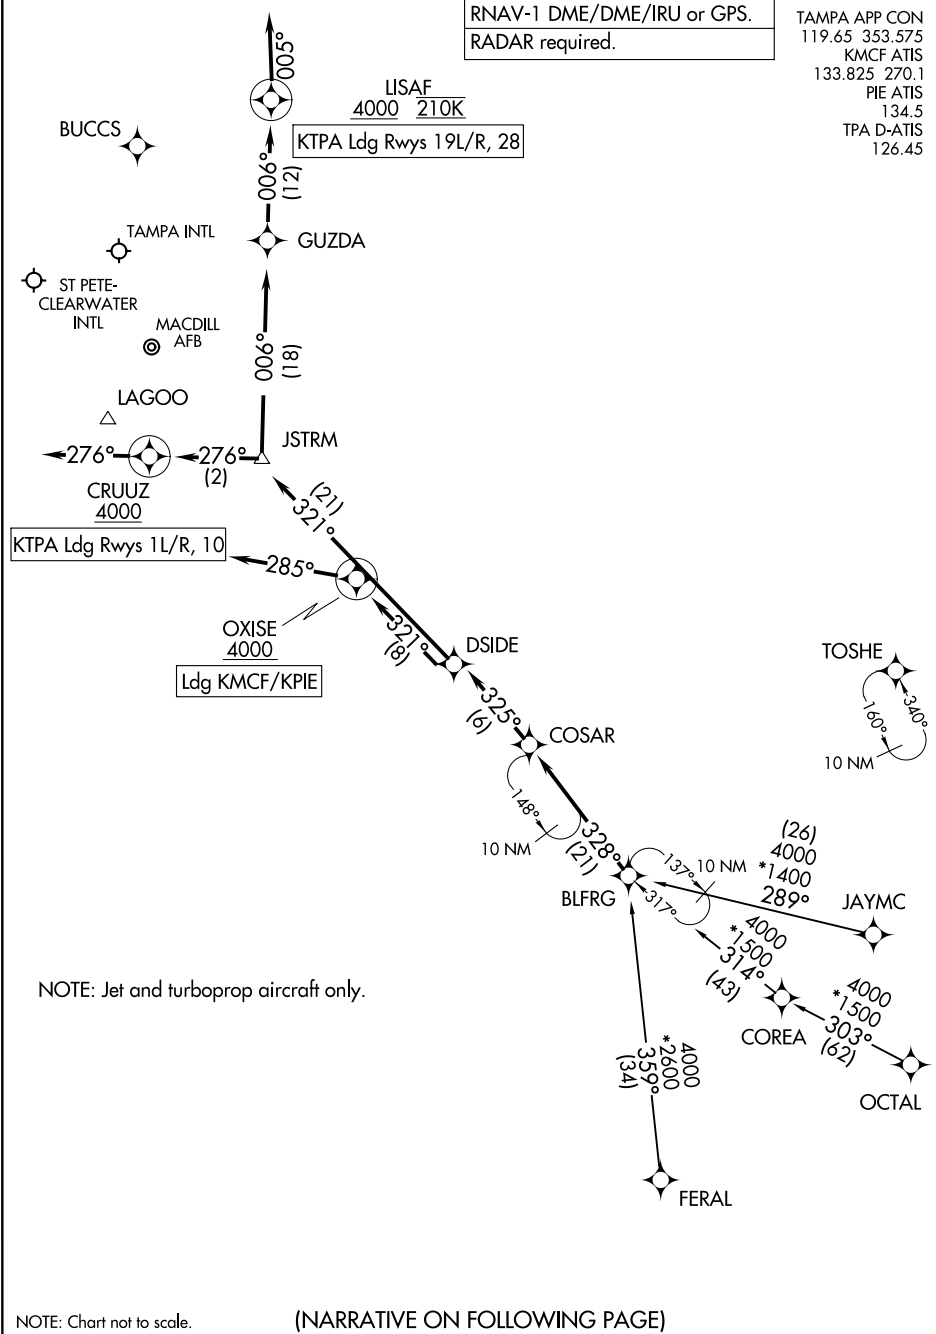 RNAV-1 DME/DME/IRU or GPS.
RADAR required.
TAMPA APP CON
119.65 353.575
KMCF ATIS
133.825 270.1
PIE ATIS
134.5
TPA D-ATIS
126.45
005°
LISAF
4000 210K
KTPA Ldg Rwys 19L/R, 28
BUCCS
006°
(12)
GUZDA
TAMPA INTL
ST PETE-
CLEARWATER
INTL
MACDILL
AFB
006°
(18)
LAGOO
JSTRM
276°
276°
(2)
CRUUZ
4000
KTPA Ldg Rwys 1L/R, 10
(21)
321°
285°
OXISE
4000
Ldg KMCF/KPIE
321°
(8)
DSIDE
325°
(6)
COSAR
TOSHE
340°
160°
10 NM
148°
10 NM
328°
(21)
BLFRG
137°
10 NM
317°
(26)
4000
*1400
289°
JAYMC
4000
*1500
314°
(43)
COREA
4000
*1500
303°
(62)
OCTAL
4000
*2600
359°
(34)
FERAL
NOTE: Jet and turboprop aircraft only.
NOTE: Chart not to scale.
(NARRATIVE ON FOLLOWING PAGE)